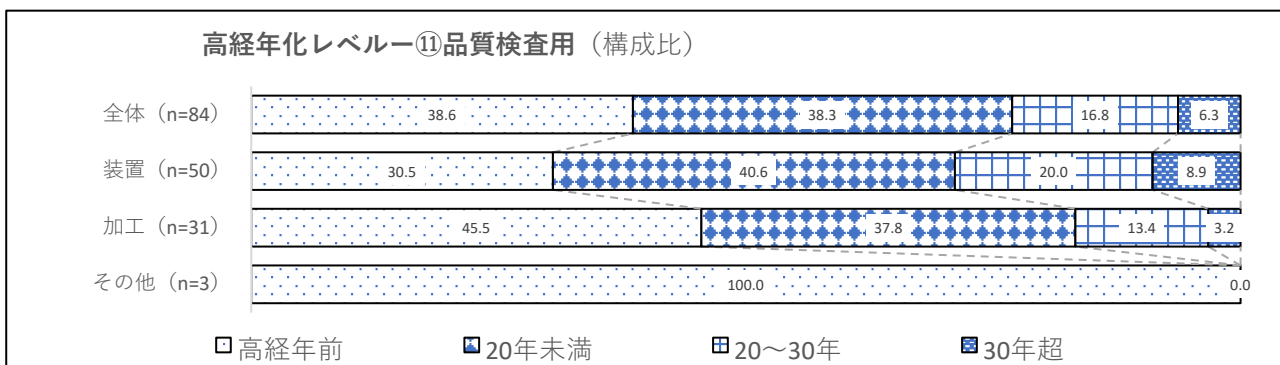 高経年化レベルー⑪品質検査用（構成比）
全体（n=84） 38.6 38.3 16.8 6.3
装置（n=50） 30.5 40.6 20.0 8.9
加工（n=31） 45.5 37.8 13.4 3.2
その他（n=3） 100.0 0.0
高経年前 20年未満 20～30年 30年超